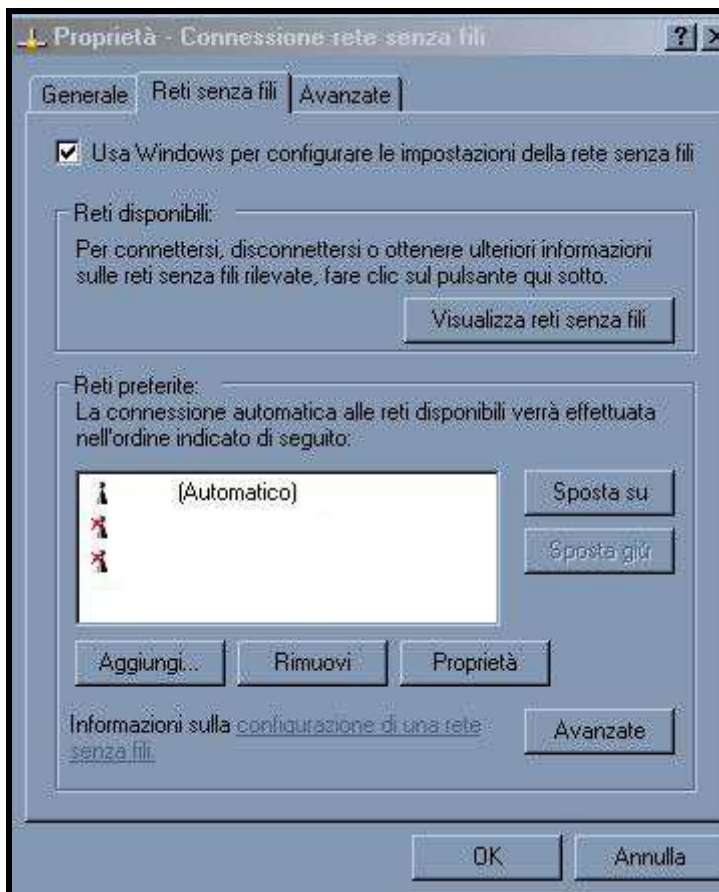 Proprietà - Connessione rete senza fili
Generale Reti senza fili Avanzate
Usa Windows per configurare le impostazioni della rete senza fili
Reti disponibili:
Per connettersi, disconnettersi o ottenere ulteriori informazioni
sulle reti senza fili rilevate, fare clic sul pulsante qui sotto.
Visualizza reti senza fili
Reti preferite:
La connessione automatica alle reti disponibili verrà effettuata
nell'ordine indicato di seguito:
(Automatico)
Sposta su
Sposta giù
Aggiungi... Rimuovi Proprietà
Informazioni sulla configurazione di una rete
senza fili.
Avanzate
OK Annulla